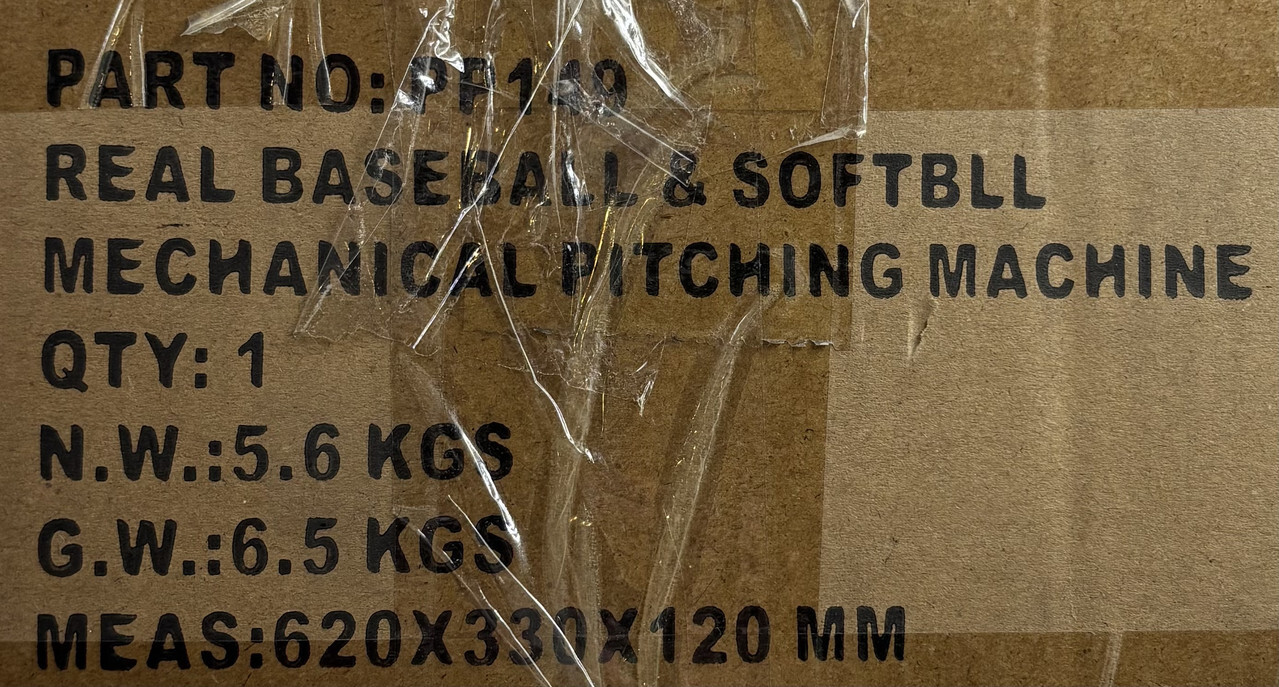 PART NO: PP149
REAL BASEBALL & SOFTBLL
MECHANICAL PITCHING MACHINE
QTY: 1
N.W.:5.6 KGS
G.W.:6.5 KGS
MEAS:620X330X120 MM